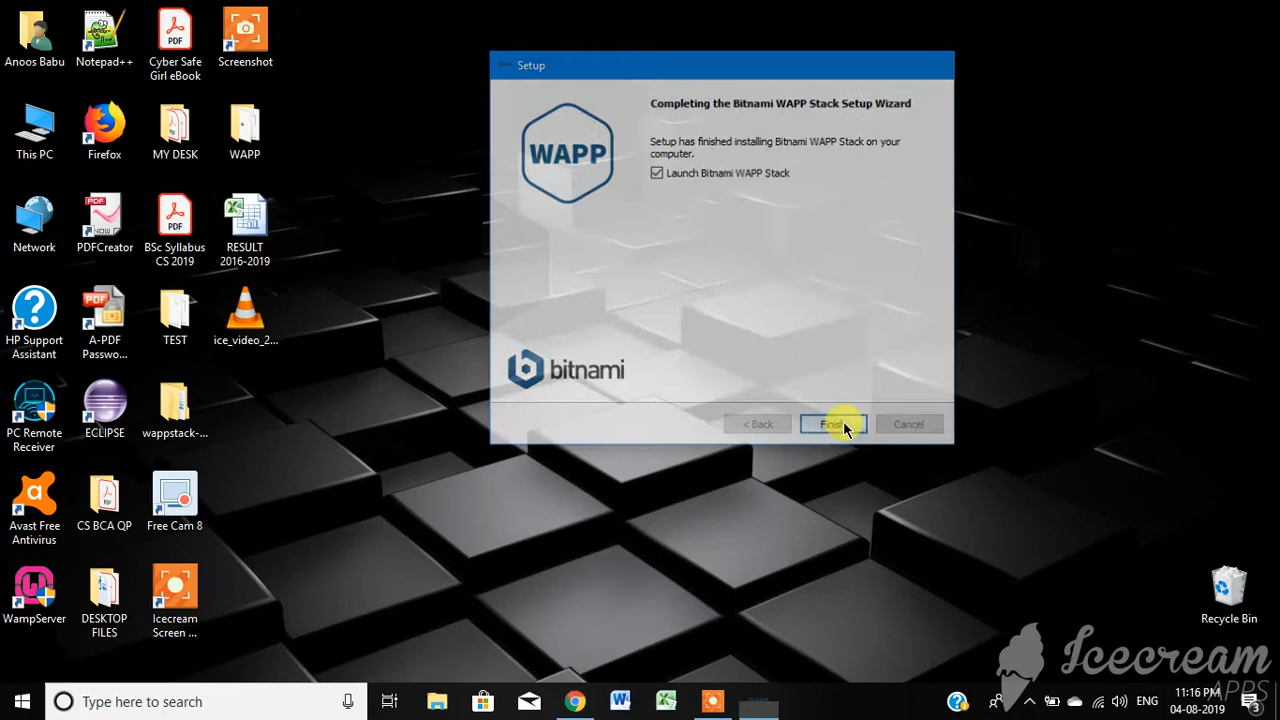 Anoos Babu
Notepad++
Cyber Safe
Girl eBook
Screenshot
This PC
Firefox
MY DESK
WAPP
Network
PDFCreator
BSc Syllabus
CS 2019
RESULT
2016-2019
HP Support
Assistant
A-PDF
Passwo...
TEST
ice_video_2...
PC Remote
Receiver
ECLIPSE
wappstack-...
Avast Free
Antivirus
CS BCA QP
Free Cam 8
WampServer
DESKTOP
FILES
Icecream
Screen ...
Setup
WAPP
Completing the Bitnami WAPP Stack Setup Wizard
Setup has finished installing Bitnami WAPP Stack on your
computer.
Launch Bitnami WAPP Stack
bitnami
< Back
Finish
Cancel
Recycle Bin
Icecream
APPS
Type here to search
ENG
11:16 PM
04-08-2019
3